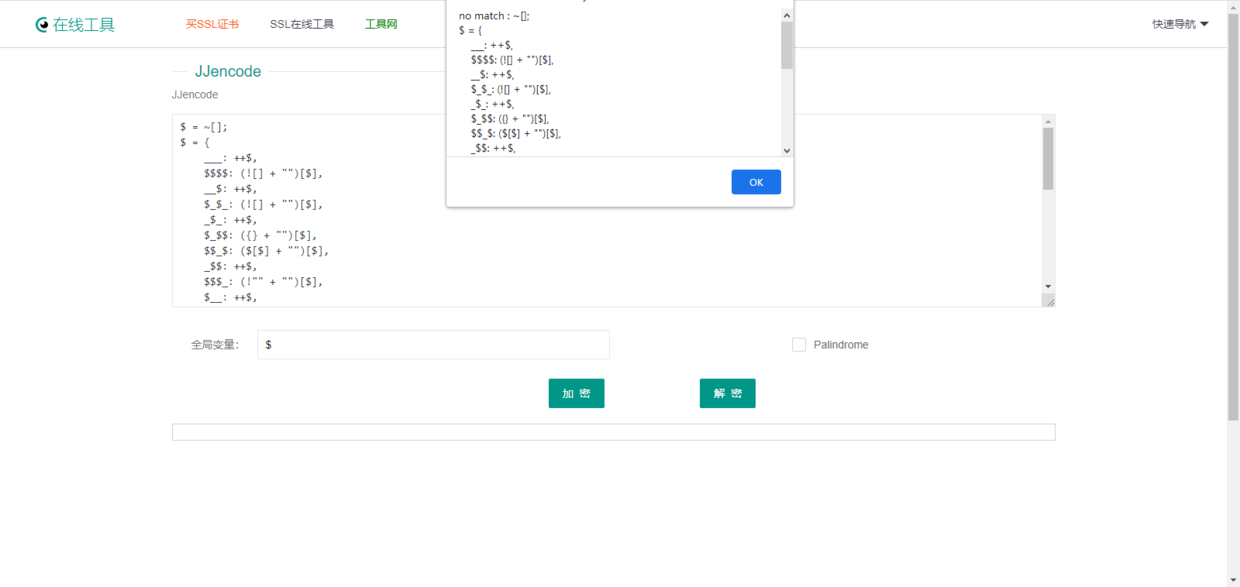 在线工具
买SSL证书
SSL在线工具
工具网
快速导航
no match : ~[];
$ = {
___: ++$,
$$$$: (![] + "")[$],
__$: ++$,
$_$_: (![] + "")[$],
_$_: ++$,
$_$$: ({} + "")[$],
$$_$: ($[$] + "")[$],
_$$: ++$,
OK
JJencode
JJencode
$ = ~[];
$ = {
___: ++$,
$$$$: (![] + "")[$],
__$: ++$,
$_$_: (![] + "")[$],
_$_: ++$,
$_$$: ({} + "")[$],
$$_$: ($[$] + "")[$],
_$$: ++$,
$$$_: (!"" + "")[$],
$__: ++$,
全局变量:
$
Palindrome
加 密
解 密